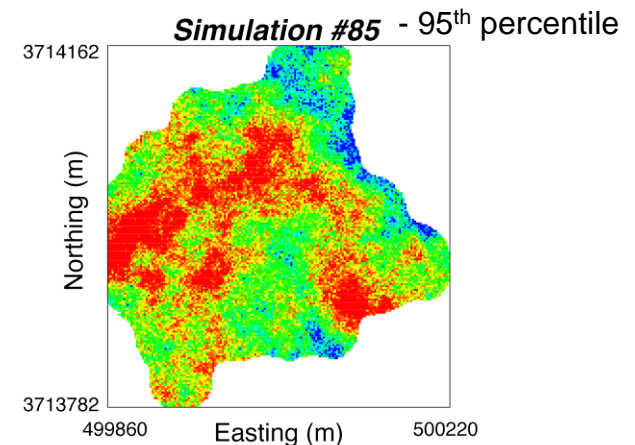 Simulation #85 - 95th percentile
3714162
Northing (m)
3713782
499860
Easting (m)
500220